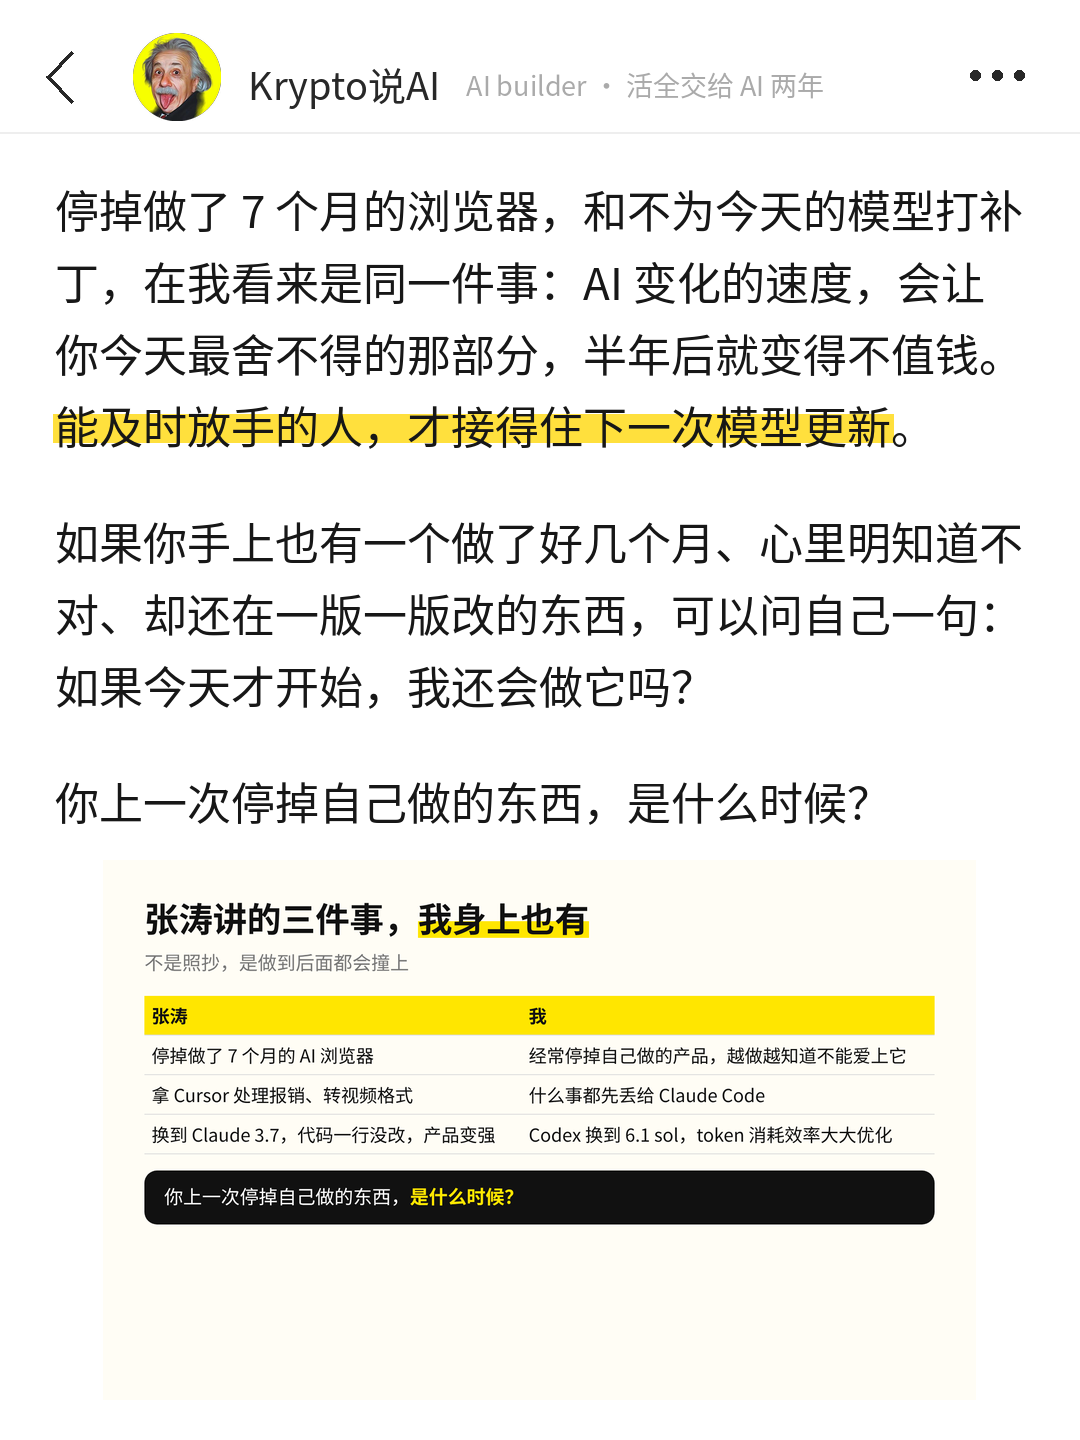 Krypto说AI AI builder · 活全交给 AI 两年
停掉做了 7 个月的浏览器，和不为今天的模型打补
丁，在我看来是同一件事：AI 变化的速度，会让
你今天最舍不得的那部分，半年后就变得不值钱。
能及时放手的人，才接得住下一次模型更新。
如果你手上也有一个做了好几个月、心里明知道不
对、却还在一版一版改的东西，可以问自己一句：
如果今天才开始，我还会做它吗？
你上一次停掉自己做的东西，是什么时候？
张涛讲的三件事，我身上也有
不是照抄，是做到后面都会撞上
张涛 我
停掉做了 7 个月的 AI 浏览器 经常停掉自己做的产品，越做越知道不能爱上它
拿 Cursor 处理报销、转视频格式 什么事都先丢给 Claude Code
换到 Claude 3.7，代码一行没改，产品变强 Codex 换到 6.1 sol，token 消耗效率大大优化
你上一次停掉自己做的东西，是什么时候？